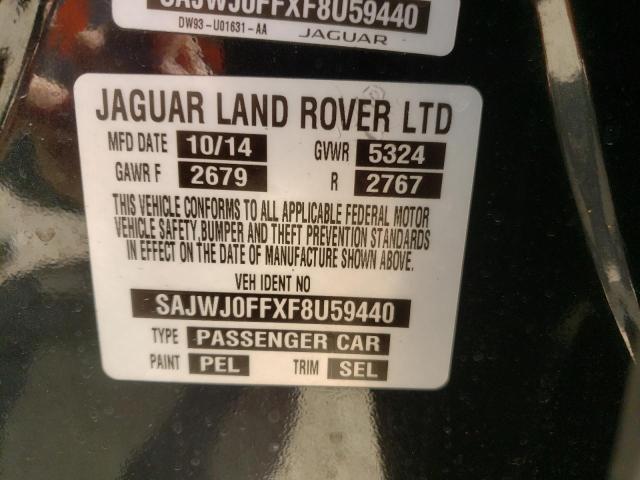 SAJWJ0FFXF8U59440
DW93-U01631-AA JAGUAR
JAGUAR LAND ROVER LTD
MFD DATE 10/14 GVWR 5324
GAWR F 2679 R 2767
THIS VEHICLE CONFORMS TO ALL APPLICABLE FEDERAL MOTOR
VEHICLE SAFETY,BUMPER AND THEFT PREVENTION STANDARDS
IN EFFECT ON THE DATE OF MANUFACTURE SHOWN ABOVE.
VEH IDENT NO
SAJWJ0FFXF8U59440
TYPE PASSENGER CAR
PAINT PEL TRIM SEL